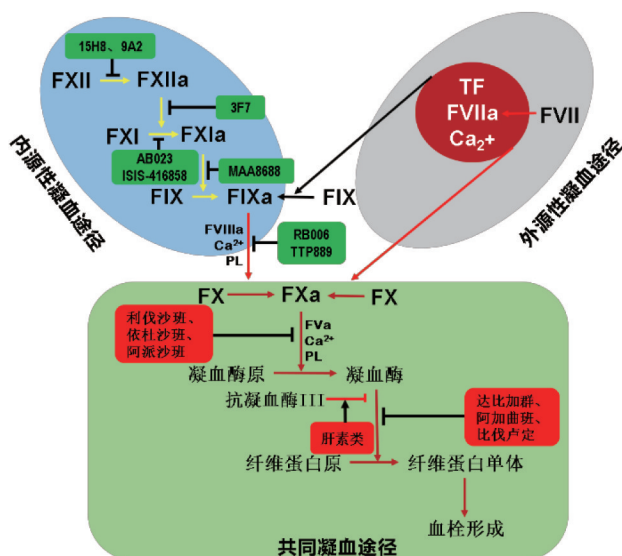 15H8、9A2
FXII
FXIIa
3F7
FXI
FXIa
AB023
ISIS-416858
MAA8688
FIX
FIXa
FIX
内源性凝血途径
TF
FVIIa
Ca2+
FVII
外源性凝血途径
FVIIIa
Ca2+
PL
RB006
TTP889
FX
FXa
FX
利伐沙班、
依杜沙班、
阿派沙班
FVa
Ca2+
PL
凝血酶原
凝血酶
抗凝血酶III
肝素类
达比加群、
阿加曲班、
比伐卢定
纤维蛋白原
纤维蛋白单体
血栓形成
共同凝血途径